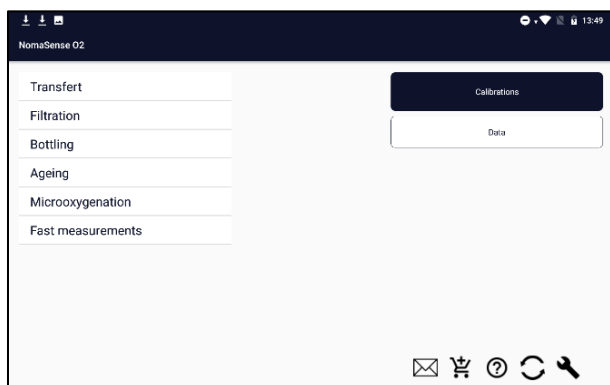 13:49
NomaSense O2
Transfert
Filtration
Bottling
Ageing
Microoxygenation
Fast measurements
Calibrations
Data